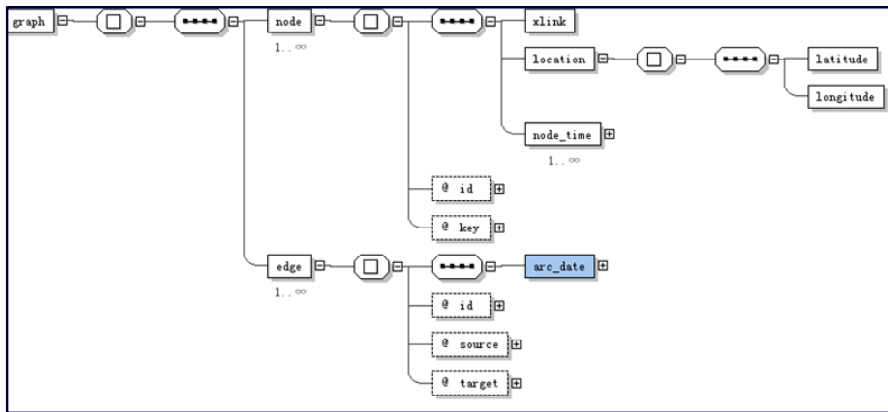 graph
node
1..∞
xlink
location
latitude
longitude
node_time
1..∞
@ id
@ key
edge
1..∞
arc_date
@ id
@ source
@ target